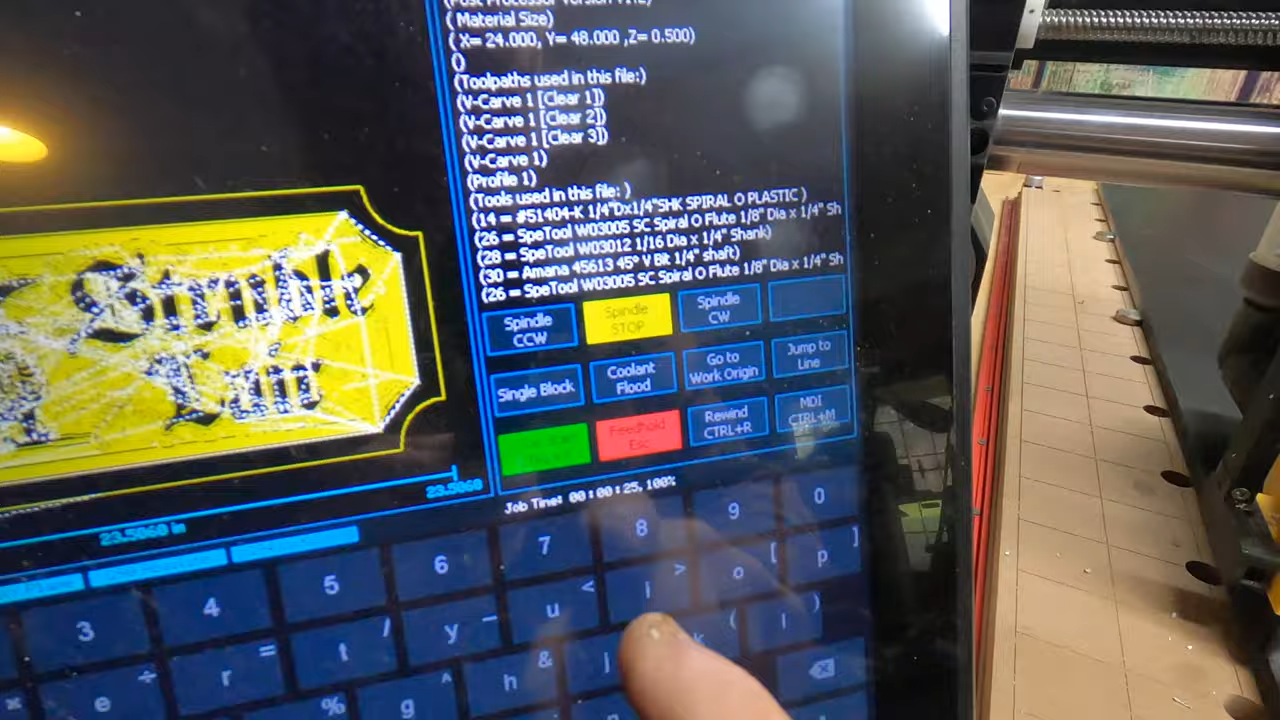 ( Material Size)
( X= 24.000, Y= 48.000 ,Z= 0.500)
()
(Toolpaths used in this file:)
(V-Carve 1 [Clear 1])
(V-Carve 1 [Clear 2])
(V-Carve 1 [Clear 3])
(V-Carve 1)
(Profile 1)
(Tools used in this file: )
(14 = #51404-K 1/4"Dx1/4"SHK SPIRAL O PLASTIC )
(26 = SpeTool W03005 SC Spiral O Flute 1/8" Dia x 1/4" Sh
(28 = SpeTool W03012 1/16 Dia x 1/4" Shank)
(30 = Amana 45613 45° V Bit 1/4" shaft)
(26 = SpeTool W03005 SC Spiral O Flute 1/8" Dia x 1/4" Sh
Spindle CCW
Spindle STOP
Spindle CW
Single Block
Coolant Flood
Go to Work Origin
Jump to Line
Feedhold Esc
Rewind CTRL+R
MDI CTRL+M
Stumble
Inn
23.5060
23.5060 in
Job Time: 00:00:25, 100%
3 4 5 6 7 8 9 0
÷ e = r / t _ y < u > i [ o ] p
% ^ g & h j ( k ) l